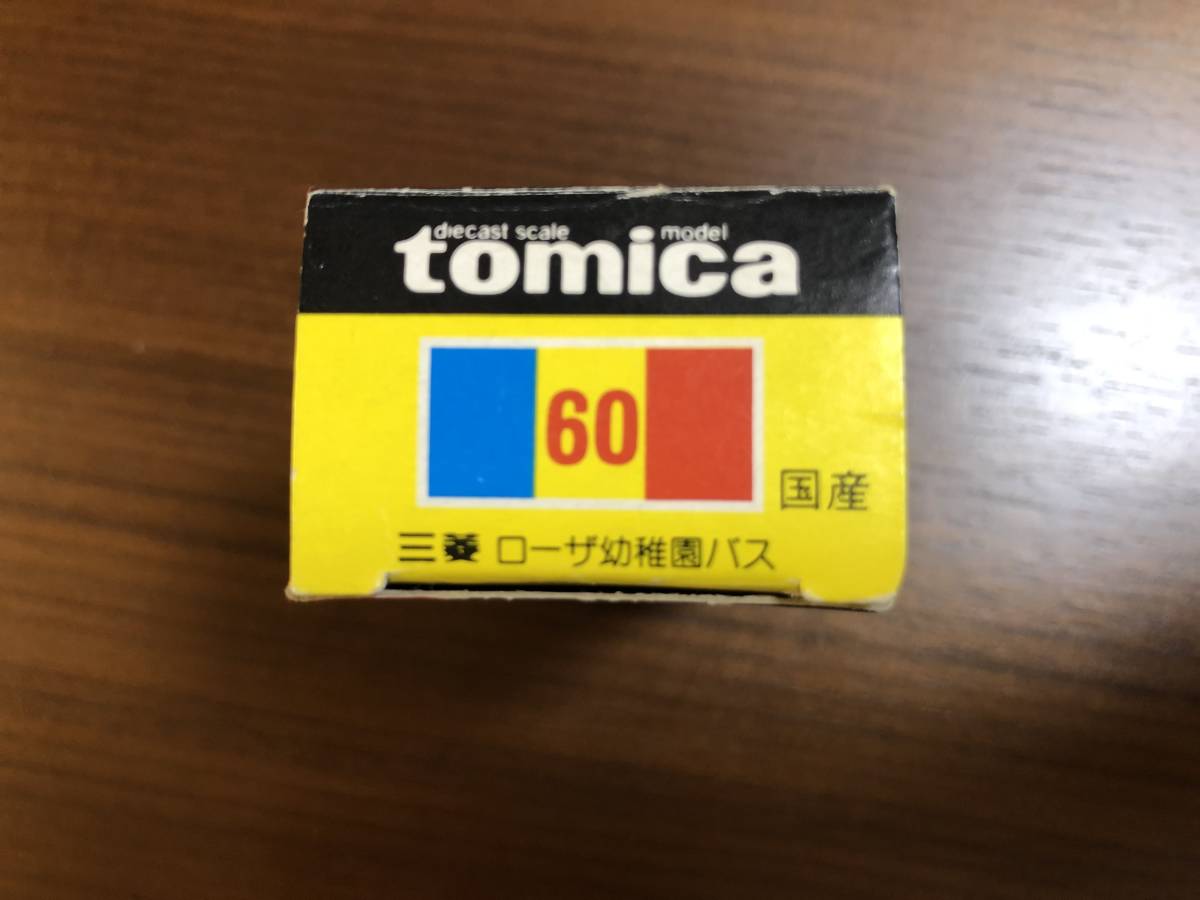 diecast scale model
tomica
60
国産
三菱 ローザ幼稚園バス